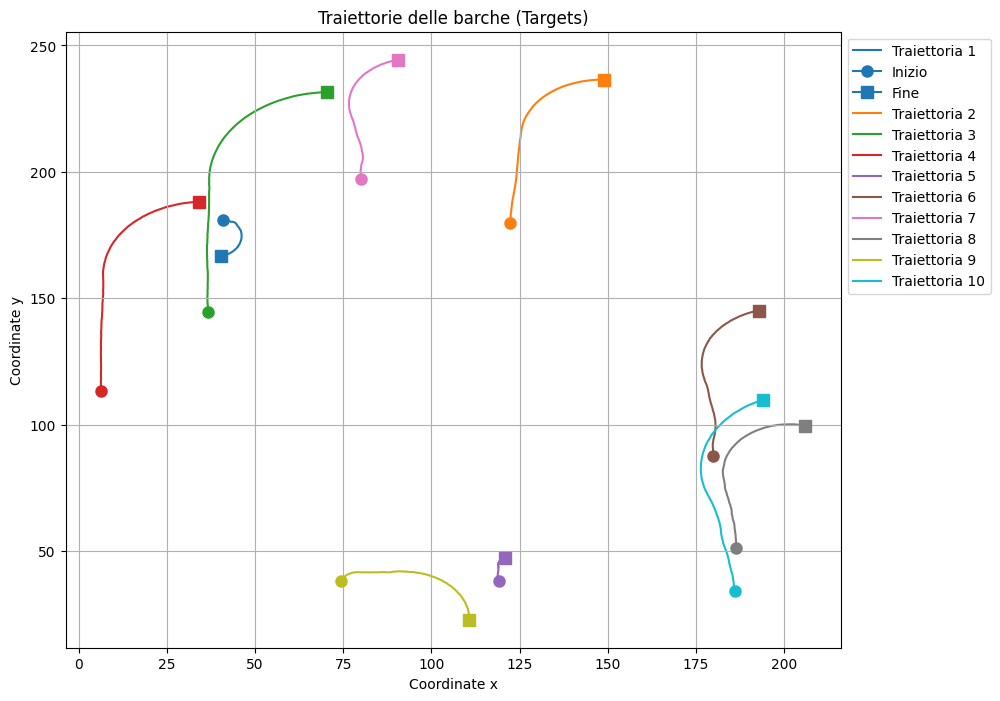 Traiettorie delle barche (Targets)
250
200
150
100
50
Coordinate y
0
25
50
75
100
125
150
175
200
Coordinate x
Traiettoria 1
Inizio
Fine
Traiettoria 2
Traiettoria 3
Traiettoria 4
Traiettoria 5
Traiettoria 6
Traiettoria 7
Traiettoria 8
Traiettoria 9
Traiettoria 10